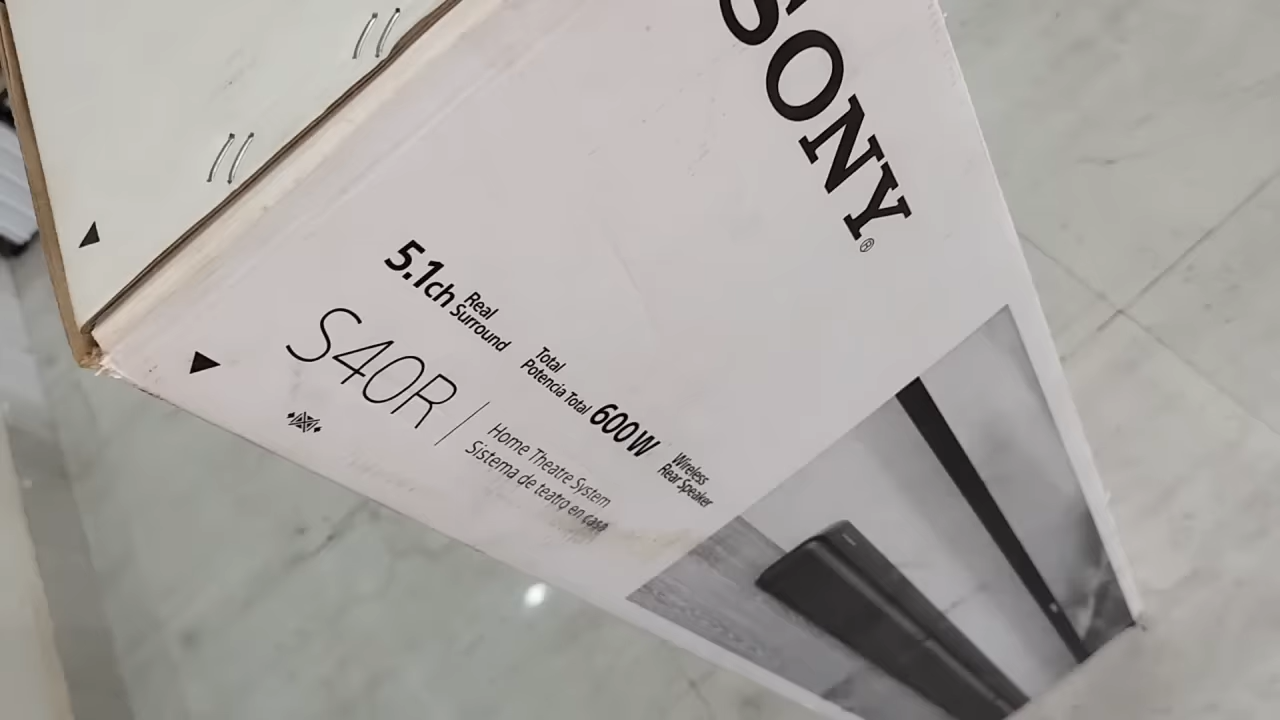 SONY®
5.1ch Real Surround
Total
Potencia Total 600W
Wireless
Rear Speaker
S40R
Home Theatre System
Sistema de teatro en casa